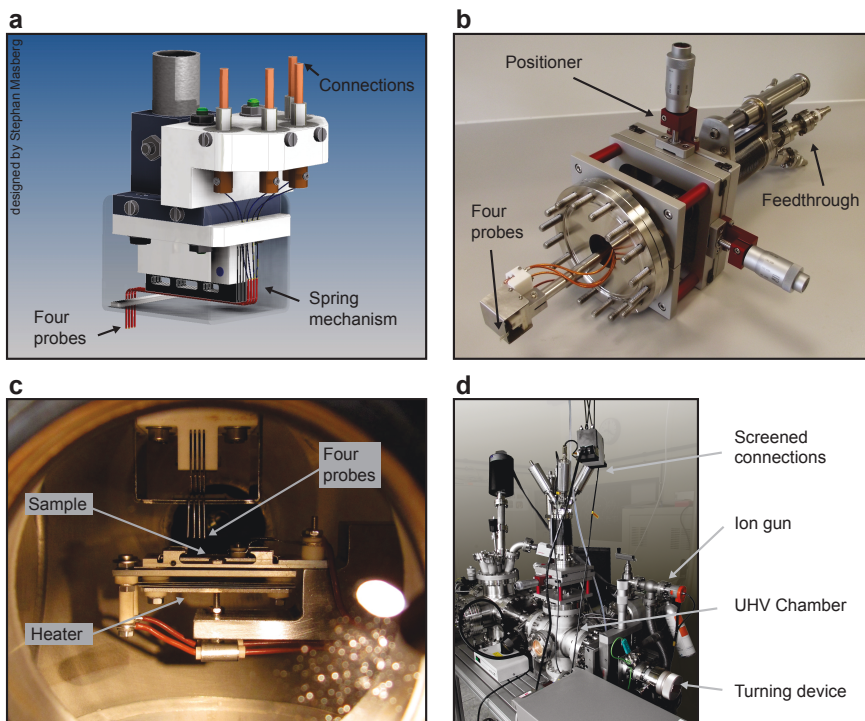 a
designed by Stephan Masberg
Connections
Spring
mechanism
Four
probes
b
Positioner
Feedthrough
Four
probes
c
Four
probes
Sample
Heater
d
Screened
connections
Ion gun
UHV Chamber
Turning device